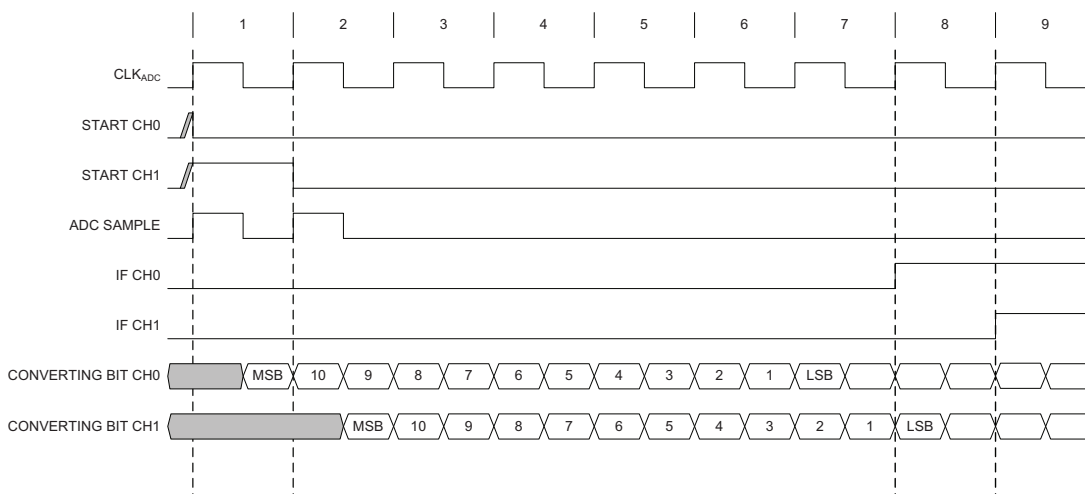 1 2 3 4 5 6 7 8 9
CLKADC
START CH0
START CH1
ADC SAMPLE
IF CH0
IF CH1
CONVERTING BIT CH0 MSB 10 9 8 7 6 5 4 3 2 1 LSB
CONVERTING BIT CH1 MSB 10 9 8 7 6 5 4 3 2 1 LSB